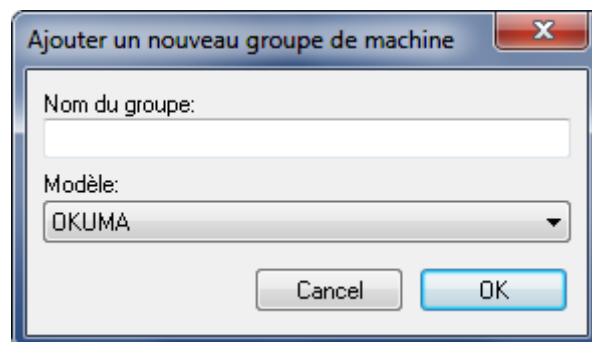 Ajouter un nouveau groupe de machine
Nom du groupe:
Modèle:
OKUMA
Cancel OK